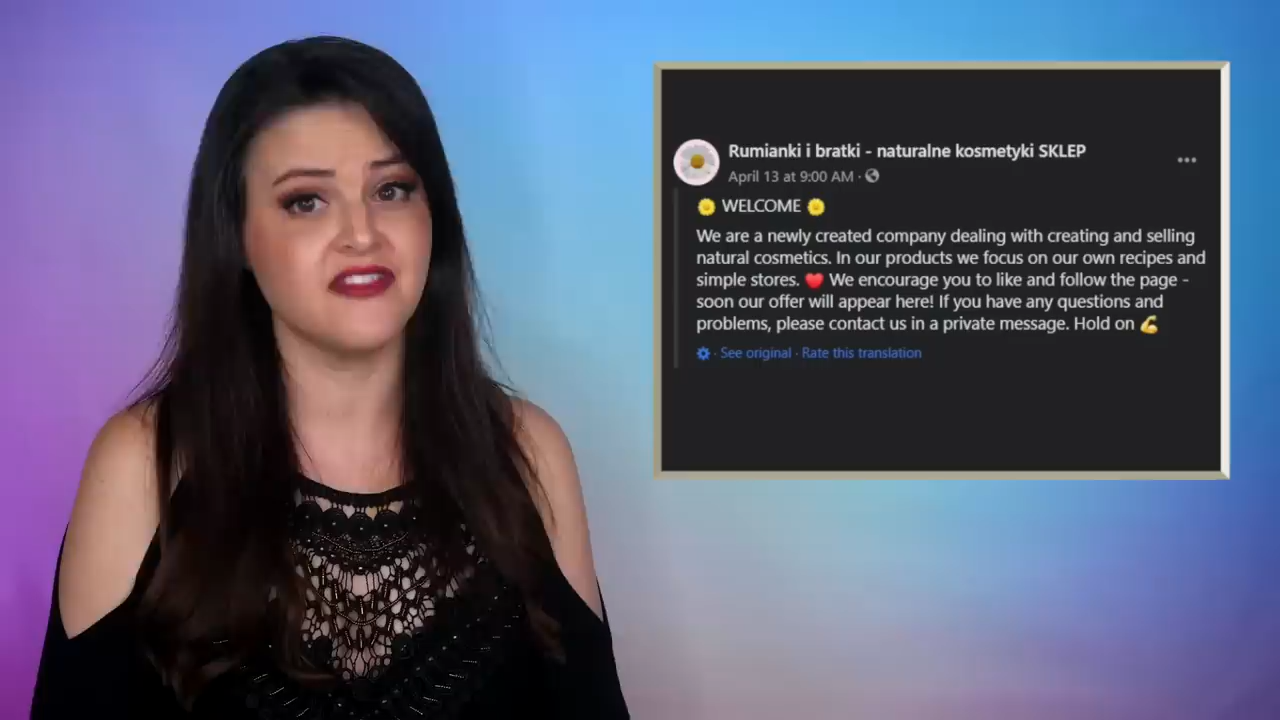 Rumianki i bratki - naturalne kosmetyki SKLEP
April 13 at 9:00 AM ·
🌼 WELCOME 🌼
We are a newly created company dealing with creating and selling
natural cosmetics. In our products we focus on our own recipes and
simple stores. ❤️ We encourage you to like and follow the page -
soon our offer will appear here! If you have any questions and
problems, please contact us in a private message. Hold on 💪
· See original · Rate this translation